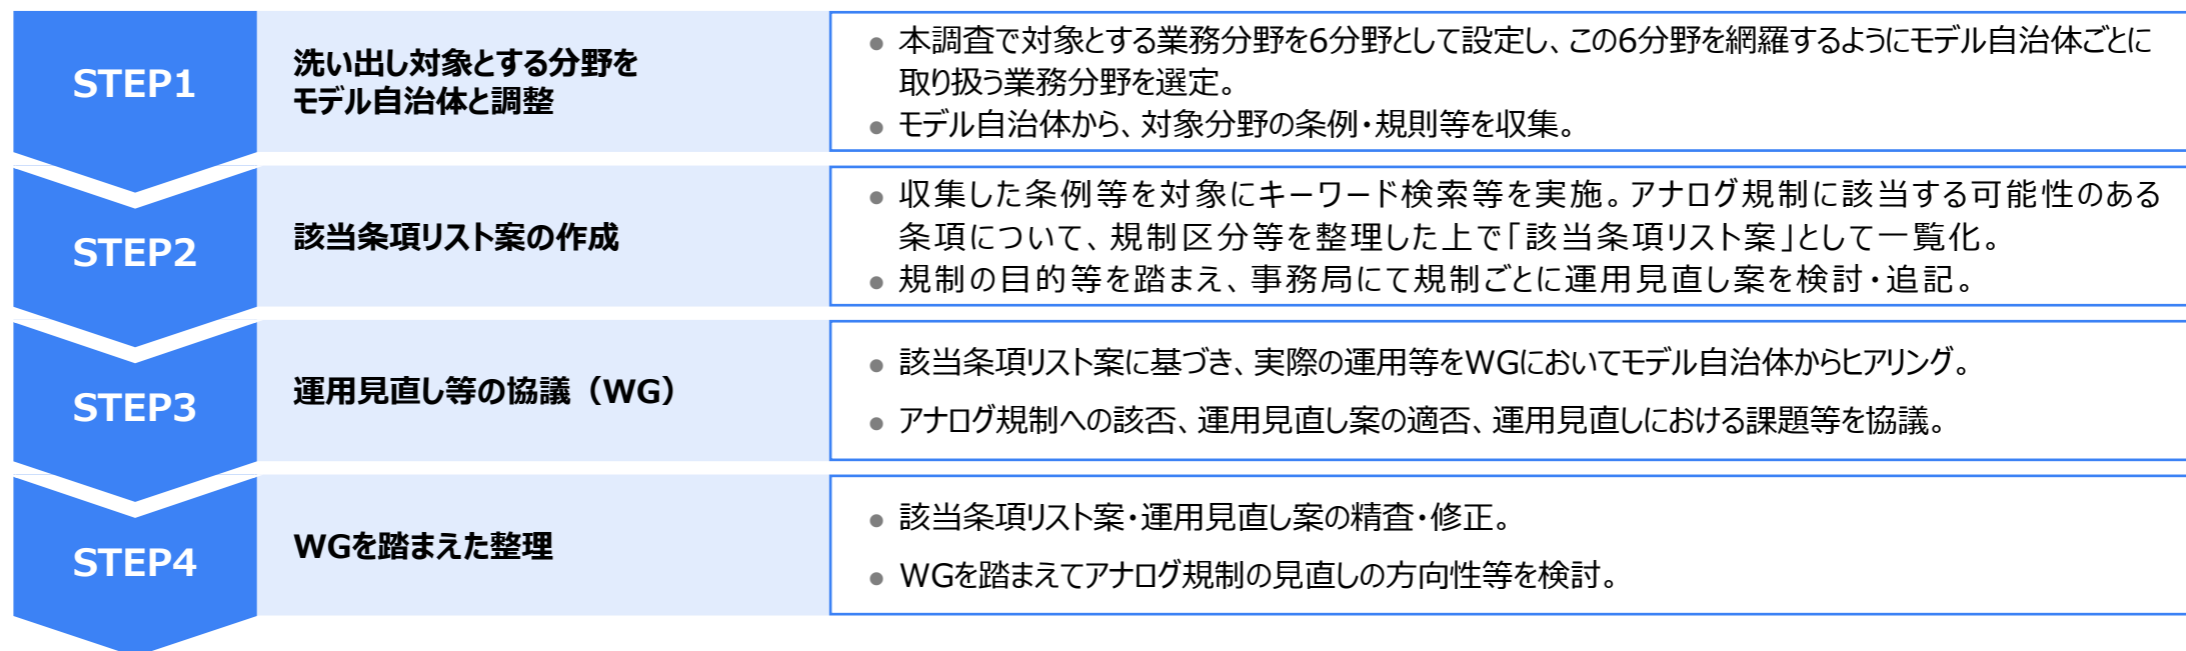 STEP1
洗い出し対象とする分野を
モデル自治体と調整
● 本調査で対象とする業務分野を6分野として設定し、この6分野を網羅するようにモデル自治体ごとに
取り扱う業務分野を選定。
● モデル自治体から、対象分野の条例・規則等を収集。
STEP2
該当条項リスト案の作成
● 収集した条例等を対象にキーワード検索等を実施。アナログ規制に該当する可能性のある
条項について、規制区分等を整理した上で「該当条項リスト案」として一覧化。
● 規制の目的等を踏まえ、事務局にて規制ごとに運用見直し案を検討・追記。
STEP3
運用見直し等の協議（WG）
● 該当条項リスト案に基づき、実際の運用等をWGにおいてモデル自治体からヒアリング。
● アナログ規制への該否、運用見直し案の適否、運用見直しにおける課題等を協議。
STEP4
WGを踏まえた整理
● 該当条項リスト案・運用見直し案の精査・修正。
● WGを踏まえてアナログ規制の見直しの方向性等を検討。